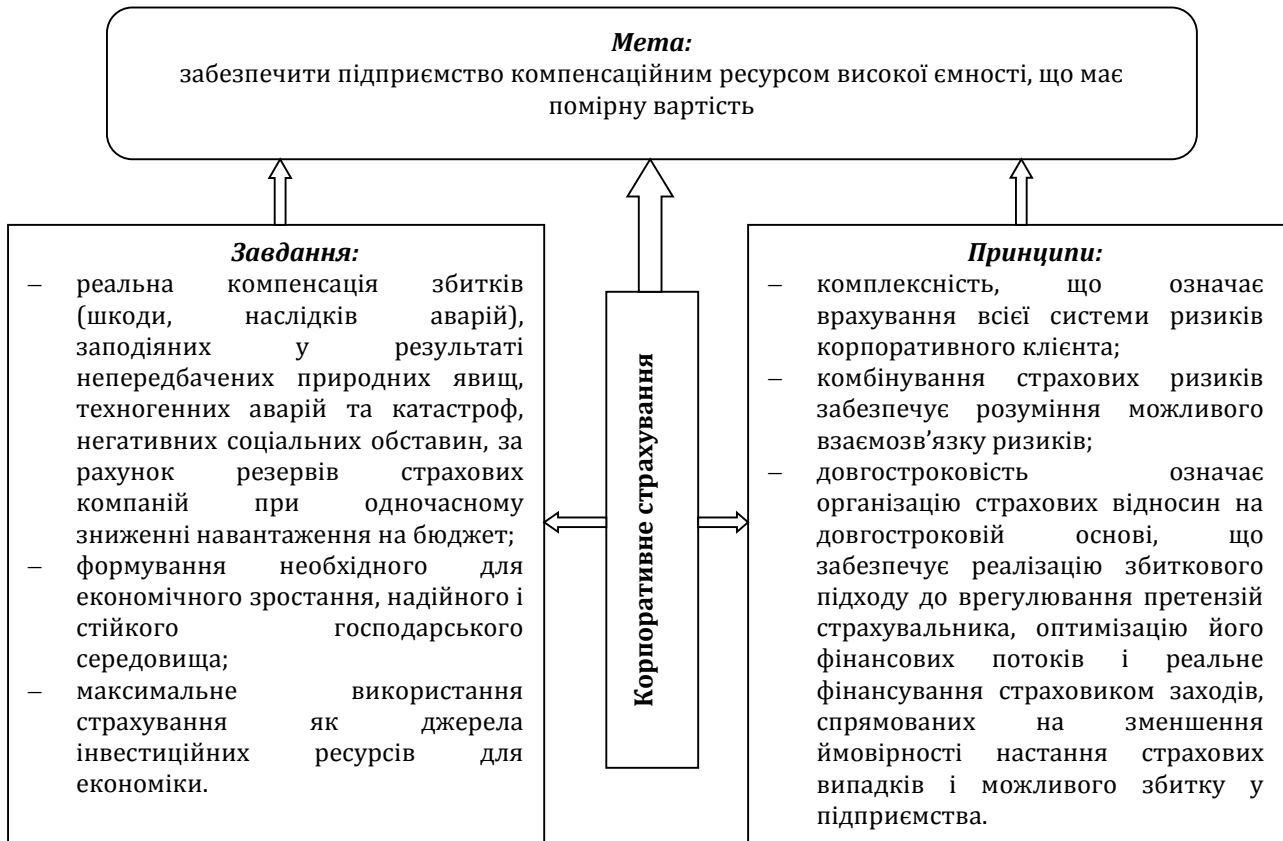 Мета:
забезпечити підприємство компенсаційним ресурсом високої ємності, що має
помірну вартість
Завдання:
– реальна компенсація збитків
(шкоди, наслідків аварій),
заподіяних у результаті
непередбачених природних явищ,
техногенних аварій та катастроф,
негативних соціальних обставин, за
рахунок резервів страхових
компаній при одночасному
зниженні навантаження на бюджет;
– формування необхідного для
економічного зростання, надійного і
стійкого господарського
середовища;
– максимальне використання
страхування як джерела
інвестиційних ресурсів для
економіки.
Корпоративне страхування
Принципи:
– комплексність, що означає
врахування всієї системи ризиків
корпоративного клієнта;
– комбінування страхових ризиків
забезпечує розуміння можливого
взаємозв’язку ризиків;
– довгостроковість означає
організацію страхових відносин на
довгостроковій основі, що
забезпечує реалізацію збиткового
підходу до врегулювання претензій
страхувальника, оптимізацію його
фінансових потоків і реальне
фінансування страховиком заходів,
спрямованих на зменшення
ймовірності настання страхових
випадків і можливого збитку у
підприємства.